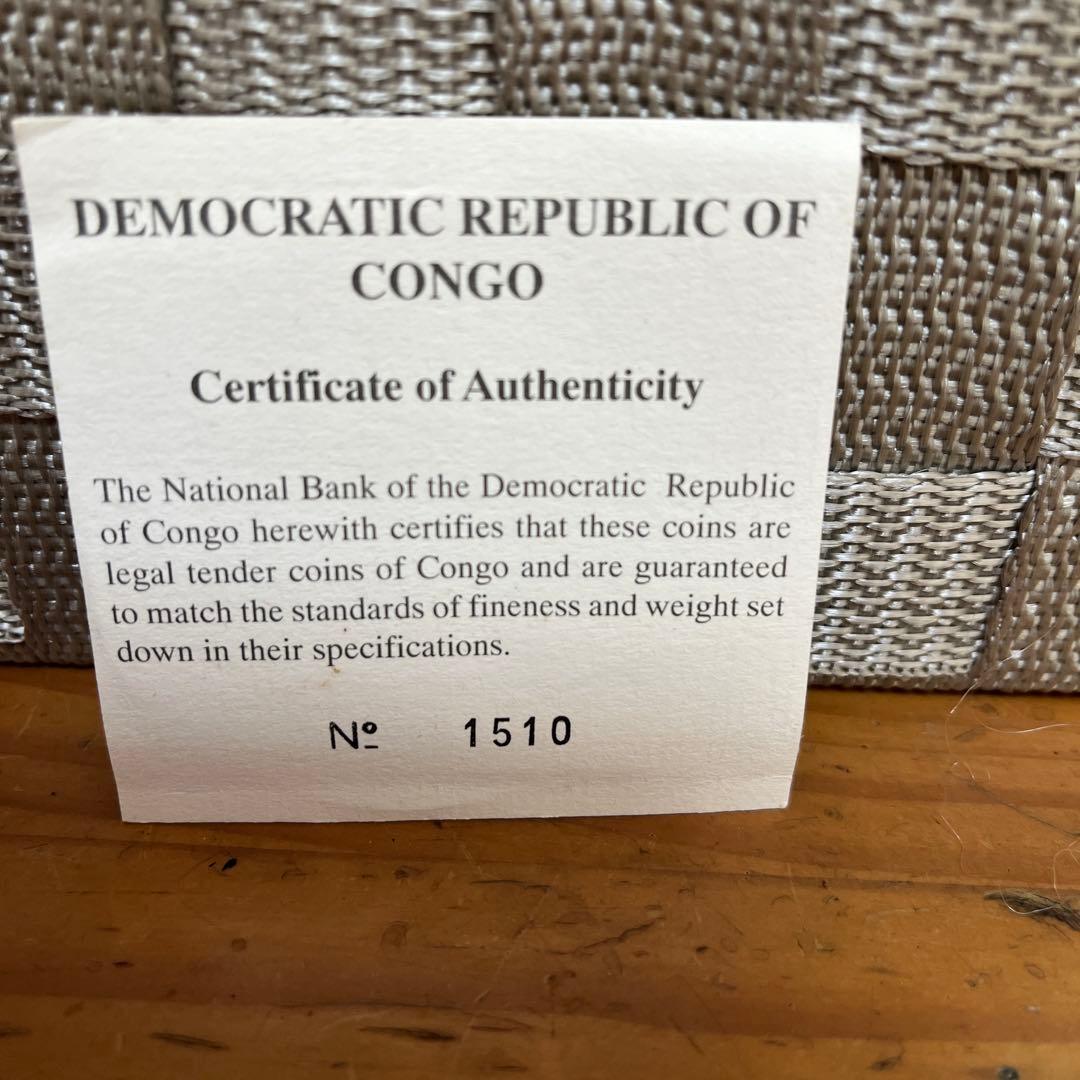 DEMOCRATIC REPUBLIC OF
CONGO
Certificate of Authenticity
The National Bank of the Democratic Republic
of Congo herewith certifies that these coins are
legal tender coins of Congo and are guaranteed
to match the standards of fineness and weight set
down in their specifications.
Nº 1510